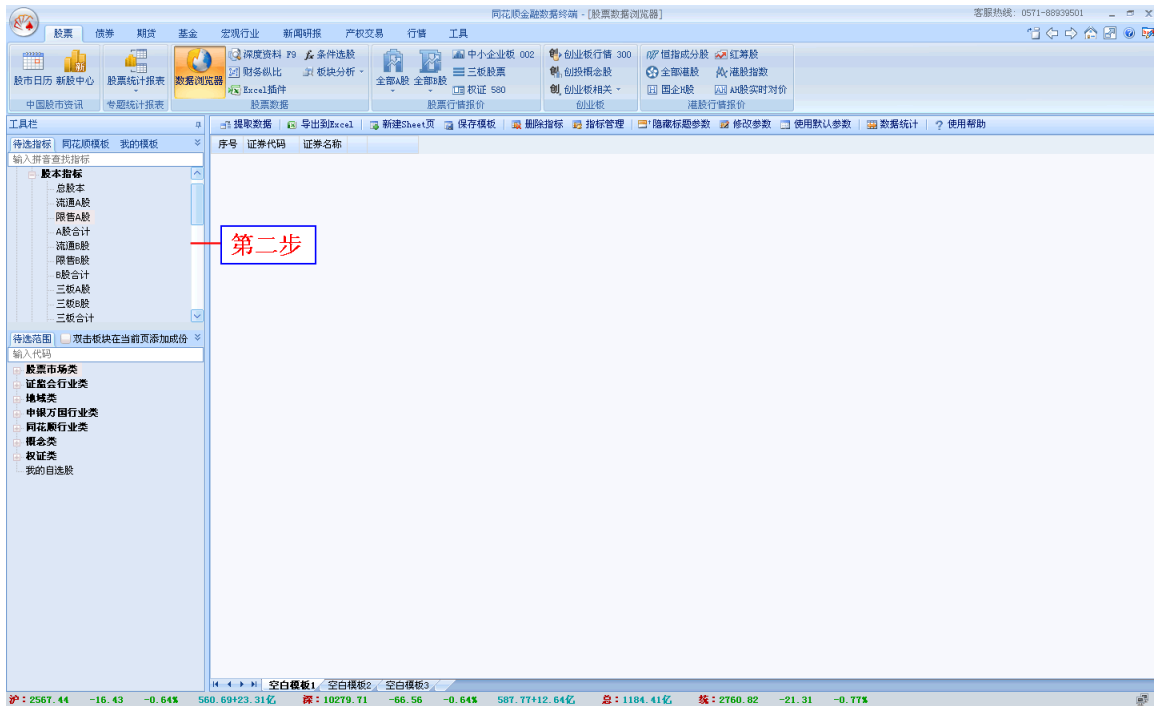 同花顺金融数据终端 - [股票数据浏览器] 客服热线: 0571-88939501
股票 债券 期货 基金 宏观行业 新闻研报 产权交易 行情 工具
深度资料 F9 条件选股 中小企业板 002 创业板行情 300 恒指成分股 红筹股
财务纵比 板块分析 三板股票 创投概念股 全部港股 港股指数
股市日历 新股中心 股票统计报表 数据浏览器 Excel插件 全部A股 全部B股 权证 580 创业板相关 国企H股 AH股实时对价
中国股市资讯 专题统计报表 股票数据 股票行情报价 创业板 港股行情报价
工具栏 提取数据 导出到Excel 新建Sheet页 保存模板 删除指标 指标管理 隐藏标题参数 修改参数 使用默认参数 数据统计 ? 使用帮助
待选指标 同花顺模板 我的模板 序号 证券代码 证券名称
输入拼音查找指标
股本指标
总股本
流通A股
限售A股
A股合计
流通B股
限售B股
B股合计
三板A股
三板B股
三板合计
第二步
待选范围 双击板块在当前页添加成份
输入代码
股票市场类
证监会行业类
地域类
申银万国行业类
同花顺行业类
概念类
权证类
我的自选股
空白模板1 空白模板2 空白模板3
沪:2567.44 -16.43 -0.64% 560.69+23.31亿 深:10279.71 -66.56 -0.64% 587.77+12.64亿 总:1184.41亿 统:2760.82 -21.31 -0.77%